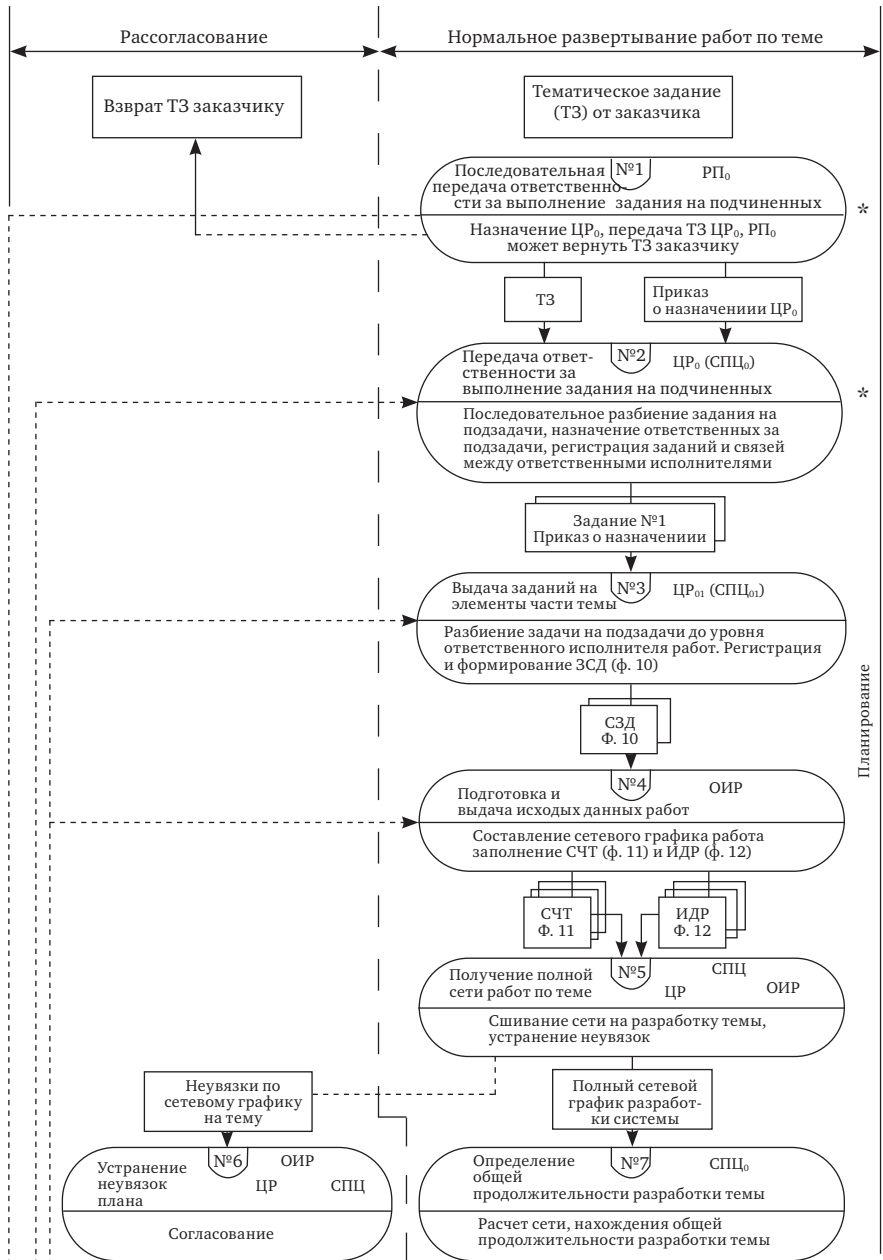 Рассогласование
Нормальное развертывание работ по теме
Взврат ТЗ заказчику
Тематическое задание
(ТЗ) от заказчика
Последовательная
передача ответственно-
сти за выполнение задания на подчиненных
№1
РП₀
*
Назначение ЦР₀, передача ТЗ ЦР₀, РП₀
может вернуть ТЗ заказчику
ТЗ
Приказ
о назначениии ЦР₀
Передача ответ-
ственности за
выполнение задания на подчиненных
№2
ЦР₀ (СПЦ₀)
*
Последовательное разбиение задания на
подзадачи, назначение ответственных за
подзадачи, регистрация заданий и связей
между ответственными исполнителями
Задание №1
Приказ о назначениии
Выдача заданий на
элементы части темы
№3
ЦР₀₁ (СПЦ₀₁)
Разбиение задачи на подзадачи до уровня
ответственного исполнителя работ. Регистрация
и формирование ЗСД (ф. 10)
Планирование
СЗД
Ф. 10
Подготовка и
выдача исходых данных работ
№4
ОИР
Составление сетевого графика работа
заполнение СЧТ (ф. 11) и ИДР (ф. 12)
СЧТ
Ф. 11
ИДР
Ф. 12
Получение полной
сети работ по теме
№5
СПЦ
ЦР
ОИР
Сшивание сети на разработку темы,
устранение неувязок
Неувязки по
сетевому графику
на тему
Полный сетевой
график разработ-
ки системы
Устранение
неувязок
плана
№6
ОИР
ЦР
СПЦ
Согласование
Определение
общей
продолжительности разработки темы
№7
СПЦ₀
Расчет сети, нахождения общей
продолжительности разработки темы